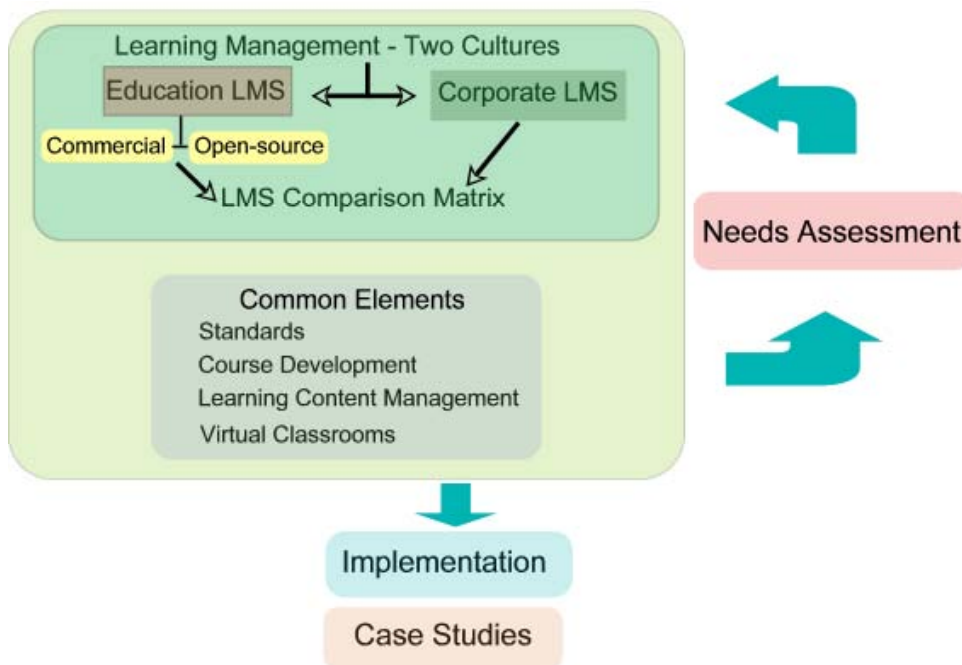 Learning Management - Two Cultures
Education LMS
Corporate LMS
Commercial
Open-source
LMS Comparison Matrix
Needs Assessment
Common Elements
Standards
Course Development
Learning Content Management
Virtual Classrooms
Implementation
Case Studies